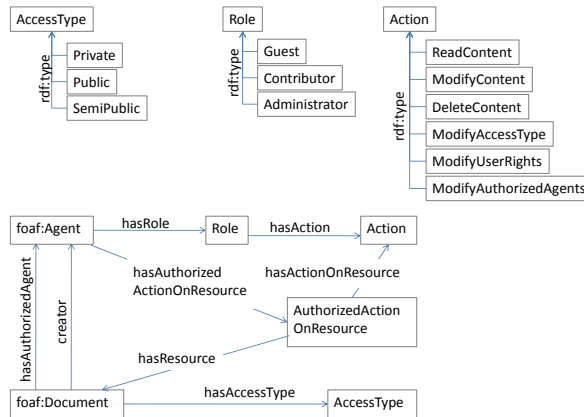 AccessType
rdf:type
Private
Public
SemiPublic
Role
rdf:type
Guest
Contributor
Administrator
Action
rdf:type
ReadContent
ModifyContent
DeleteContent
ModifyAccessType
ModifyUserRights
ModifyAuthorizedAgents
foaf:Agent
hasRole
Role
hasAction
Action
hasAuthorizedAgent
creator
hasAuthorized
ActionOnResource
hasActionOnResource
AuthorizedAction
OnResource
hasResource
foaf:Document
hasAccessType
AccessType